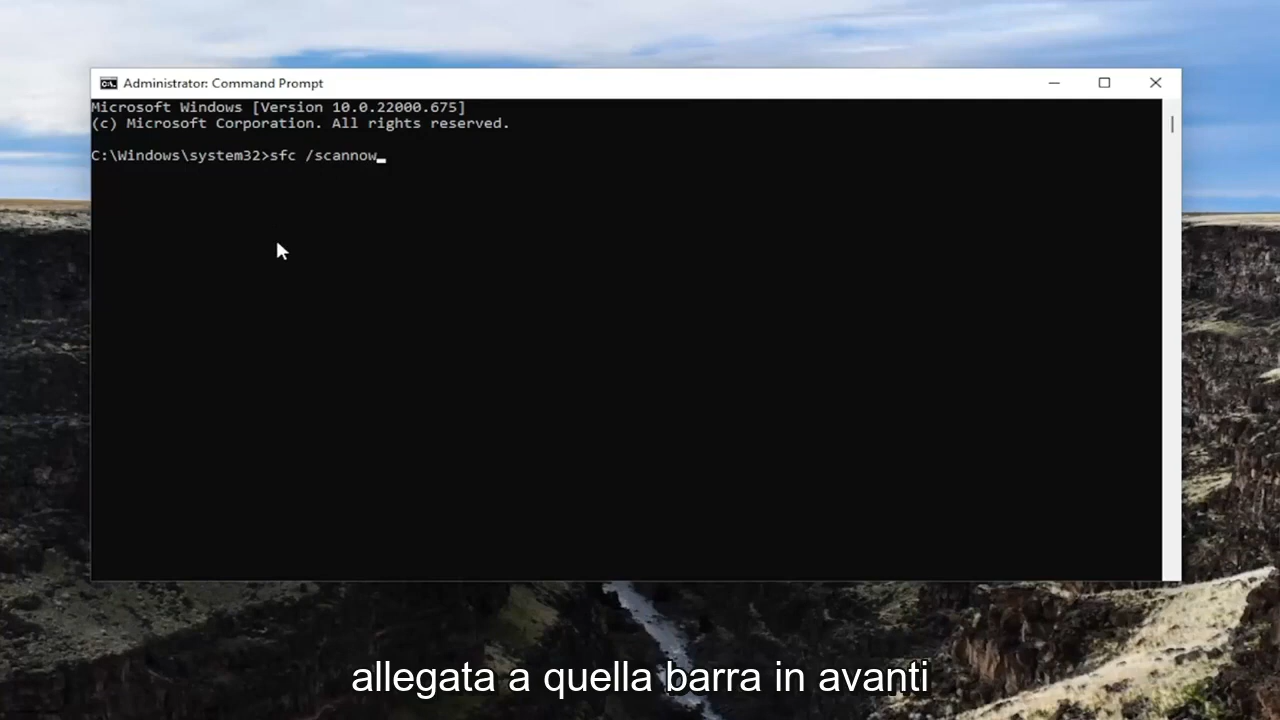 Administrator: Command Prompt
Microsoft Windows [Version 10.0.22000.675]
(c) Microsoft Corporation. All rights reserved.
C:\Windows\system32>sfc /scannow
allegata a quella barra in avanti